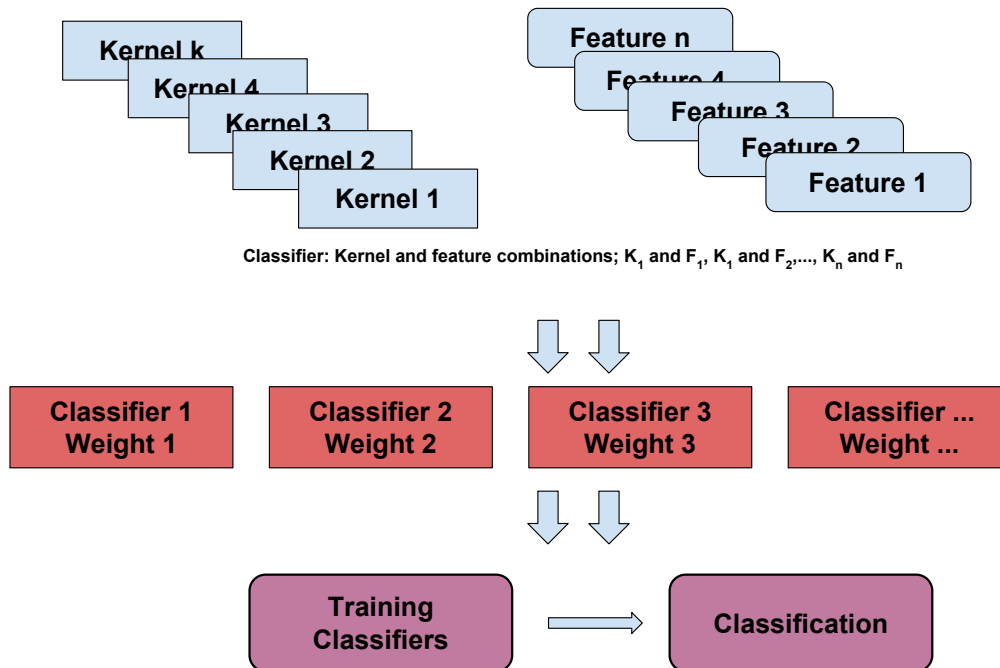 Kernel k
Kernel 4
Kernel 3
Kernel 2
Kernel 1
Feature n
Feature 4
Feature 3
Feature 2
Feature 1
Classifier: Kernel and feature combinations; K₁ and F₁, K₁ and F₂,..., Kₙ and Fₙ
Classifier 1
Weight 1
Classifier 2
Weight 2
Classifier 3
Weight 3
Classifier ...
Weight ...
Training
Classifiers
Classification